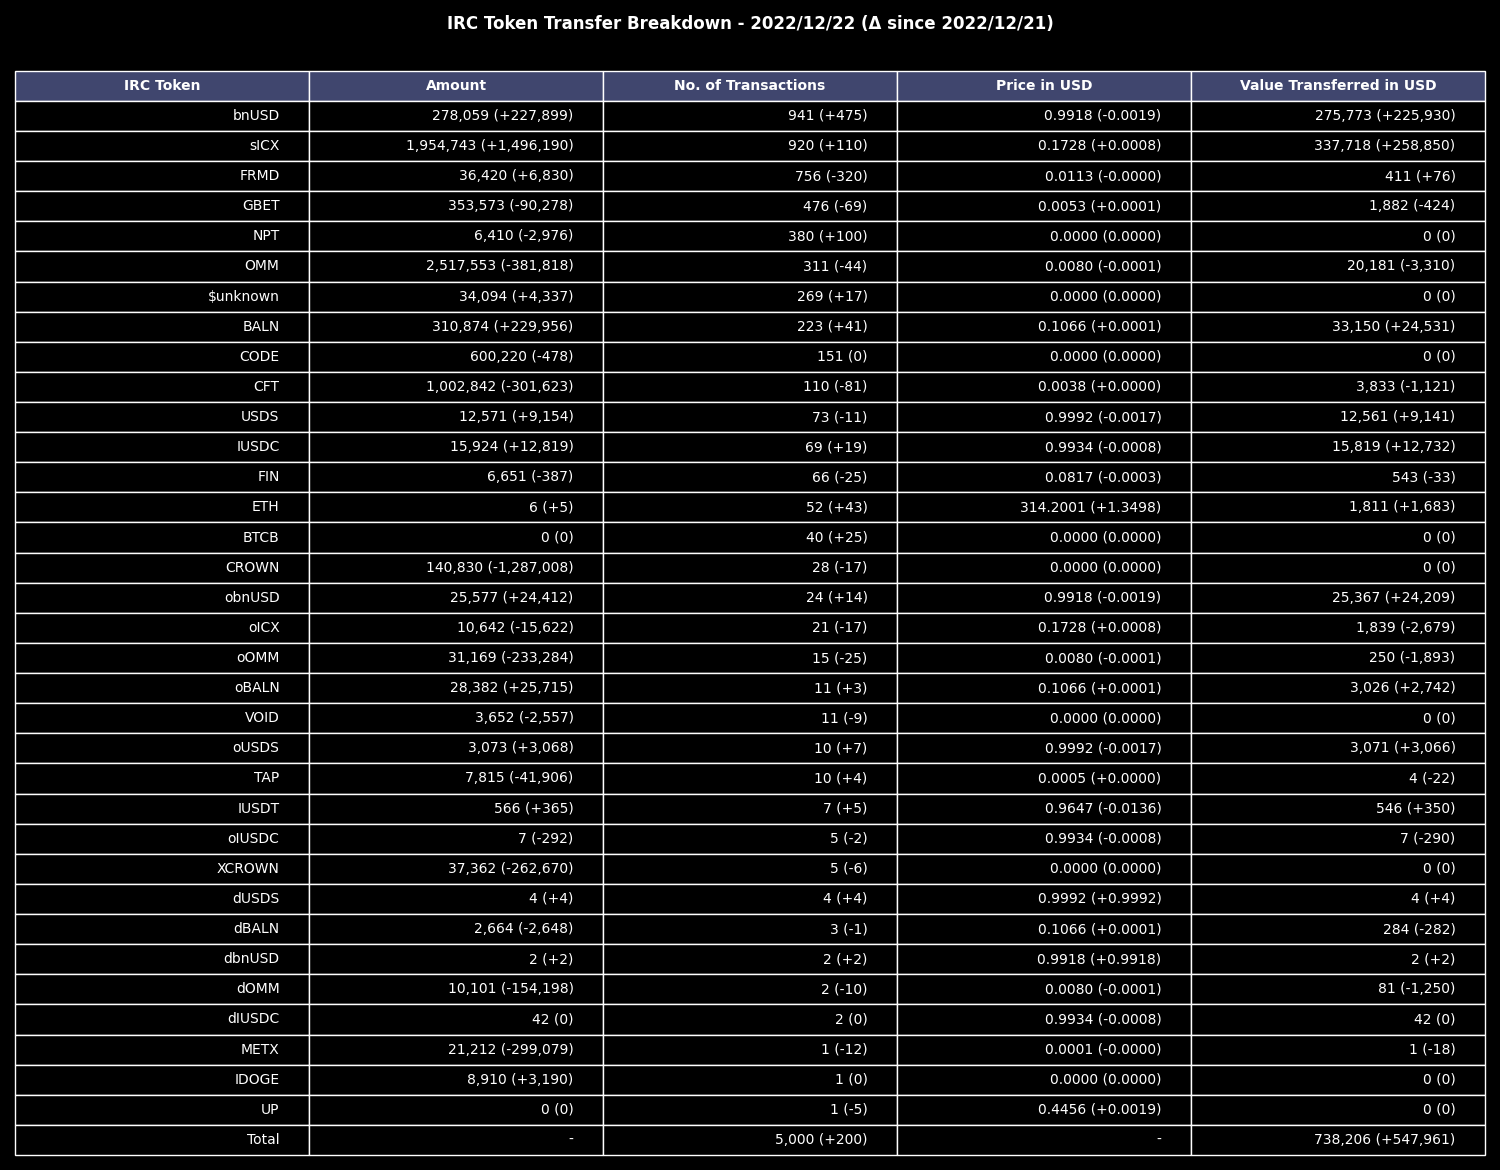 IRC Token Transfer Breakdown - 2022/12/22 (Δ since 2022/12/21)
IRC Token Amount No. of Transactions Price in USD Value Transferred in USD
bnUSD 278,059 (+227,899) 941 (+475) 0.9918 (-0.0019) 275,773 (+225,930)
sICX 1,954,743 (+1,496,190) 920 (+110) 0.1728 (+0.0008) 337,718 (+258,850)
FRMD 36,420 (+6,830) 756 (-320) 0.0113 (-0.0000) 411 (+76)
GBET 353,573 (-90,278) 476 (-69) 0.0053 (+0.0001) 1,882 (-424)
NPT 6,410 (-2,976) 380 (+100) 0.0000 (0.0000) 0 (0)
OMM 2,517,553 (-381,818) 311 (-44) 0.0080 (-0.0001) 20,181 (-3,310)
$unknown 34,094 (+4,337) 269 (+17) 0.0000 (0.0000) 0 (0)
BALN 310,874 (+229,956) 223 (+41) 0.1066 (+0.0001) 33,150 (+24,531)
CODE 600,220 (-478) 151 (0) 0.0000 (0.0000) 0 (0)
CFT 1,002,842 (-301,623) 110 (-81) 0.0038 (+0.0000) 3,833 (-1,121)
USDS 12,571 (+9,154) 73 (-11) 0.9992 (-0.0017) 12,561 (+9,141)
IUSDC 15,924 (+12,819) 69 (+19) 0.9934 (-0.0008) 15,819 (+12,732)
FIN 6,651 (-387) 66 (-25) 0.0817 (-0.0003) 543 (-33)
ETH 6 (+5) 52 (+43) 314.2001 (+1.3498) 1,811 (+1,683)
BTCB 0 (0) 40 (+25) 0.0000 (0.0000) 0 (0)
CROWN 140,830 (-1,287,008) 28 (-17) 0.0000 (0.0000) 0 (0)
obnUSD 25,577 (+24,412) 24 (+14) 0.9918 (-0.0019) 25,367 (+24,209)
oICX 10,642 (-15,622) 21 (-17) 0.1728 (+0.0008) 1,839 (-2,679)
oOMM 31,169 (-233,284) 15 (-25) 0.0080 (-0.0001) 250 (-1,893)
oBALN 28,382 (+25,715) 11 (+3) 0.1066 (+0.0001) 3,026 (+2,742)
VOID 3,652 (-2,557) 11 (-9) 0.0000 (0.0000) 0 (0)
oUSDS 3,073 (+3,068) 10 (+7) 0.9992 (-0.0017) 3,071 (+3,066)
TAP 7,815 (-41,906) 10 (+4) 0.0005 (+0.0000) 4 (-22)
IUSDT 566 (+365) 7 (+5) 0.9647 (-0.0136) 546 (+350)
oIUSDC 7 (-292) 5 (-2) 0.9934 (-0.0008) 7 (-290)
XCROWN 37,362 (-262,670) 5 (-6) 0.0000 (0.0000) 0 (0)
dUSDS 4 (+4) 4 (+4) 0.9992 (+0.9992) 4 (+4)
dBALN 2,664 (-2,648) 3 (-1) 0.1066 (+0.0001) 284 (-282)
dbnUSD 2 (+2) 2 (+2) 0.9918 (+0.9918) 2 (+2)
dOMM 10,101 (-154,198) 2 (-10) 0.0080 (-0.0001) 81 (-1,250)
dIUSDC 42 (0) 2 (0) 0.9934 (-0.0008) 42 (0)
METX 21,212 (-299,079) 1 (-12) 0.0001 (-0.0000) 1 (-18)
IDOGE 8,910 (+3,190) 1 (0) 0.0000 (0.0000) 0 (0)
UP 0 (0) 1 (-5) 0.4456 (+0.0019) 0 (0)
Total - 5,000 (+200) - 738,206 (+547,961)